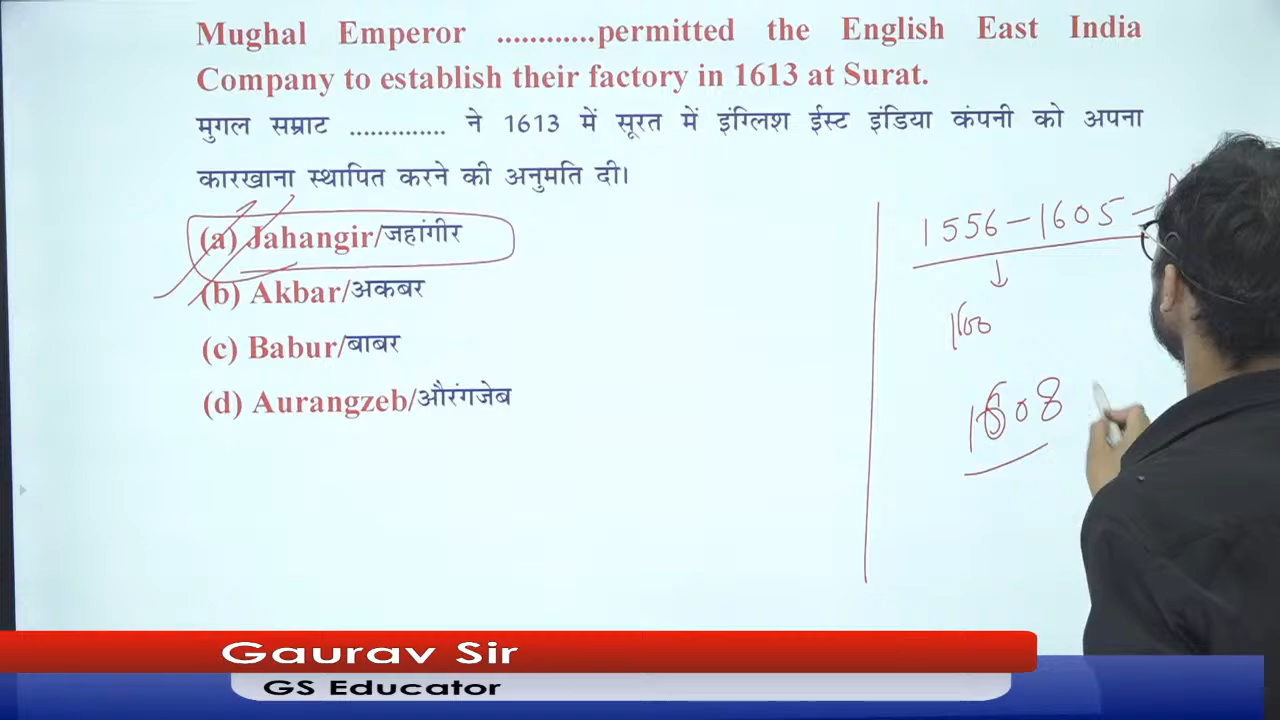 Mughal Emperor ............permitted the English East India
Company to establish their factory in 1613 at Surat.
मुगल सम्राट .............. ने 1613 में सूरत में इंग्लिश ईस्ट इंडिया कंपनी को अपना
कारखाना स्थापित करने की अनुमति दी।
(a) Jahangir/जहांगीर
(b) Akbar/अकबर
(c) Babur/बाबर
(d) Aurangzeb/औरंगजेब
1556-1605-
1600
1608
Gaurav Sir
GS Educator